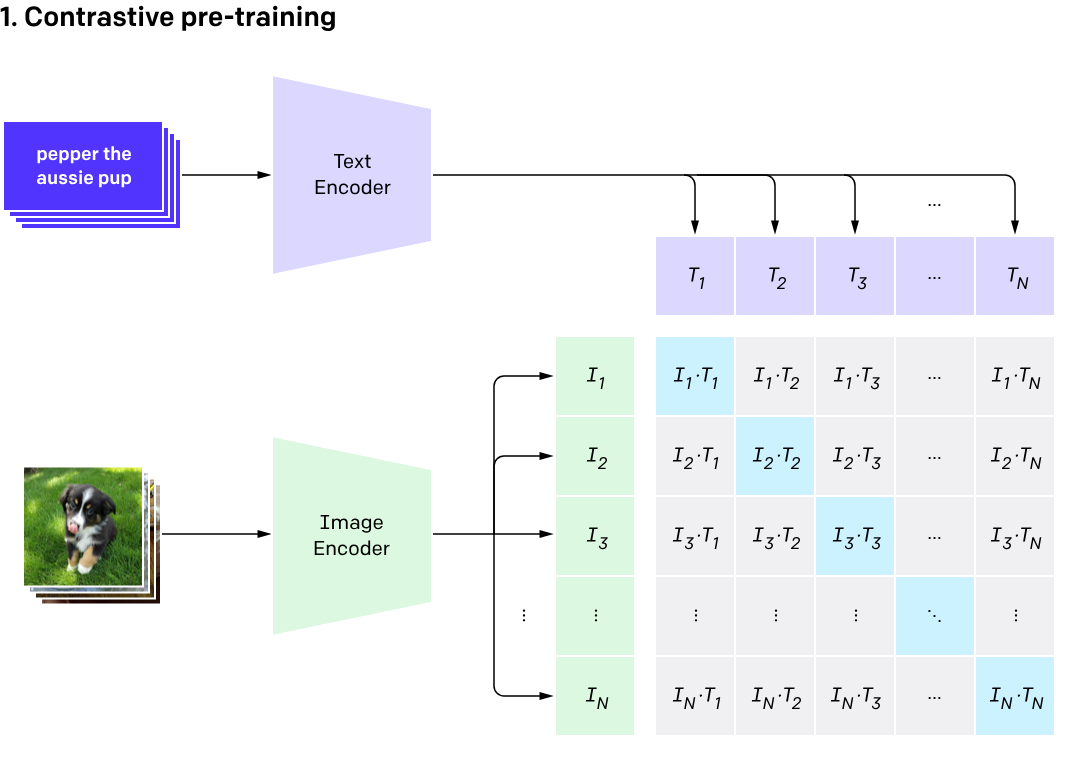 1. Contrastive pre-training
pepper the
aussie pup
Text
Encoder
...
T1 T2 T3 ... TN
I1 I1·T1 I1·T2 I1·T3 ... I1·TN
I2 I2·T1 I2·T2 I2·T3 ... I2·TN
Image
Encoder
I3 I3·T1 I3·T2 I3·T3 ... I3·TN
⋮ ⋮ ⋮ ⋮ ⋮ ⋱ ⋮
IN IN·T1 IN·T2 IN·T3 ... IN·TN